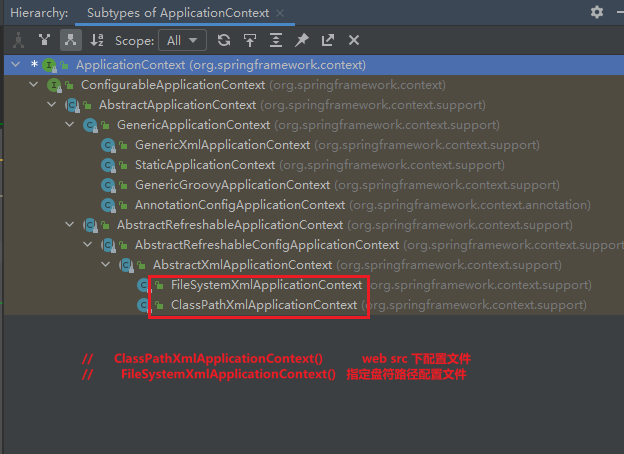 Hierarchy: Subtypes of ApplicationContext
Scope: All
* ApplicationContext (org.springframework.context)
ConfigurableApplicationContext (org.springframework.context)
AbstractApplicationContext (org.springframework.context.support)
GenericApplicationContext (org.springframework.context.support)
GenericXmlApplicationContext (org.springframework.context.support)
StaticApplicationContext (org.springframework.context.support)
GenericGroovyApplicationContext (org.springframework.context.support)
AnnotationConfigApplicationContext (org.springframework.context.annotation)
AbstractRefreshableApplicationContext (org.springframework.context.support)
AbstractRefreshableConfigApplicationContext (org.springframework.context.support)
AbstractXmlApplicationContext (org.springframework.context.support)
FileSystemXmlApplicationContext (org.springframework.context.support)
ClassPathXmlApplicationContext (org.springframework.context.support)
// ClassPathXmlApplicationContext() web src 下配置文件
// FileSystemXmlApplicationContext() 指定盘符路径配置文件